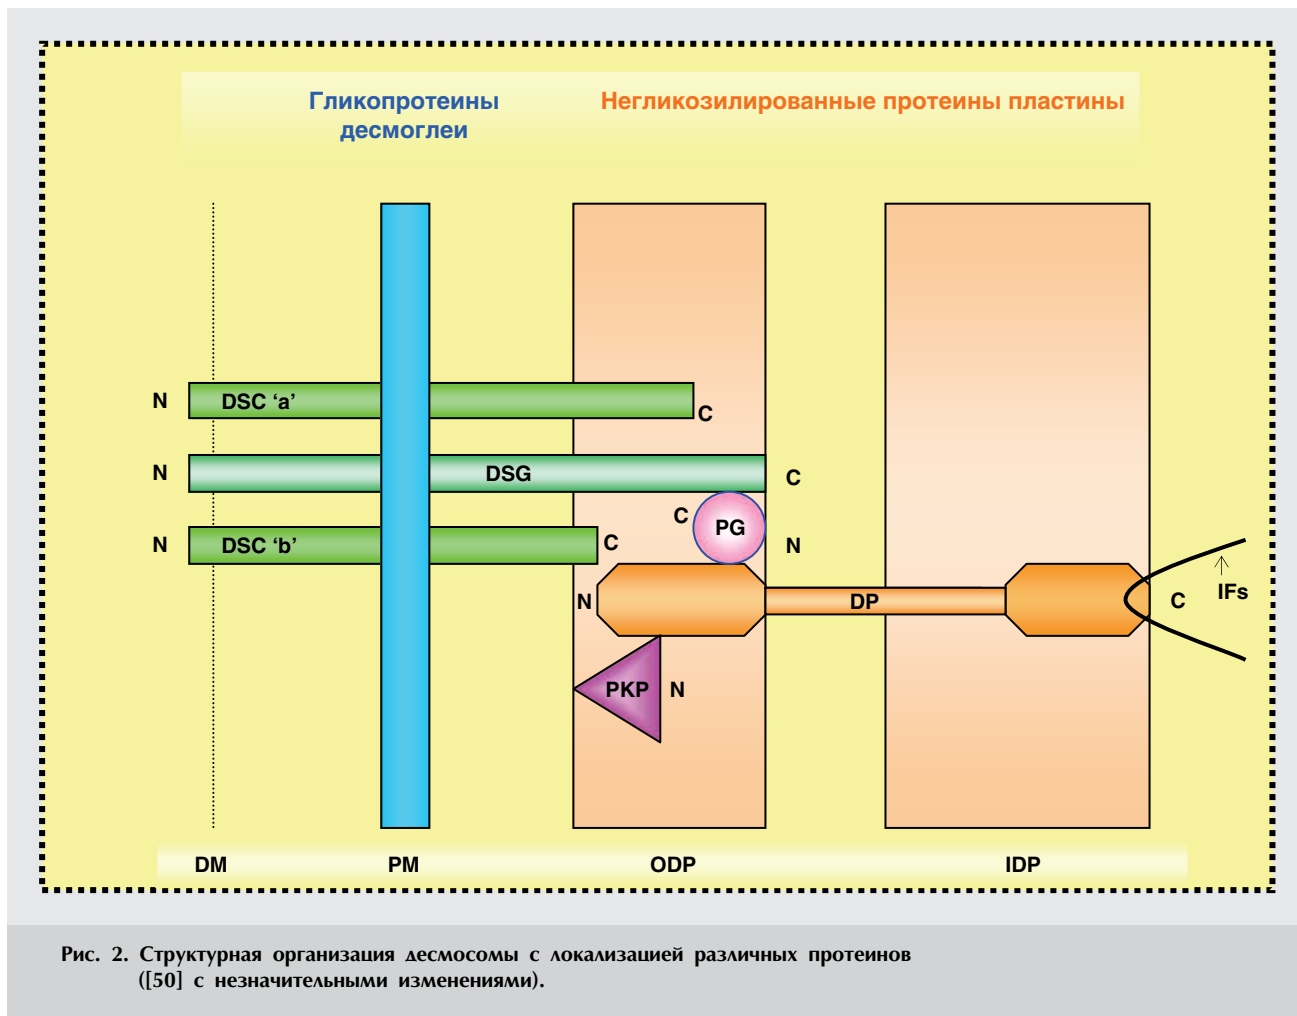 Гликопротеины
десмоглеи
Негликозилированные протеины пластины
N
DSC ‘a’
C
N
DSG
C
C
PG
N
N
DSC ‘b’
C
N
DP
C
IFs
PKP
N
DM
PM
ODP
IDP
Рис. 2. Структурная организация десмосомы с локализацией различных протеинов
([50] с незначительными изменениями).